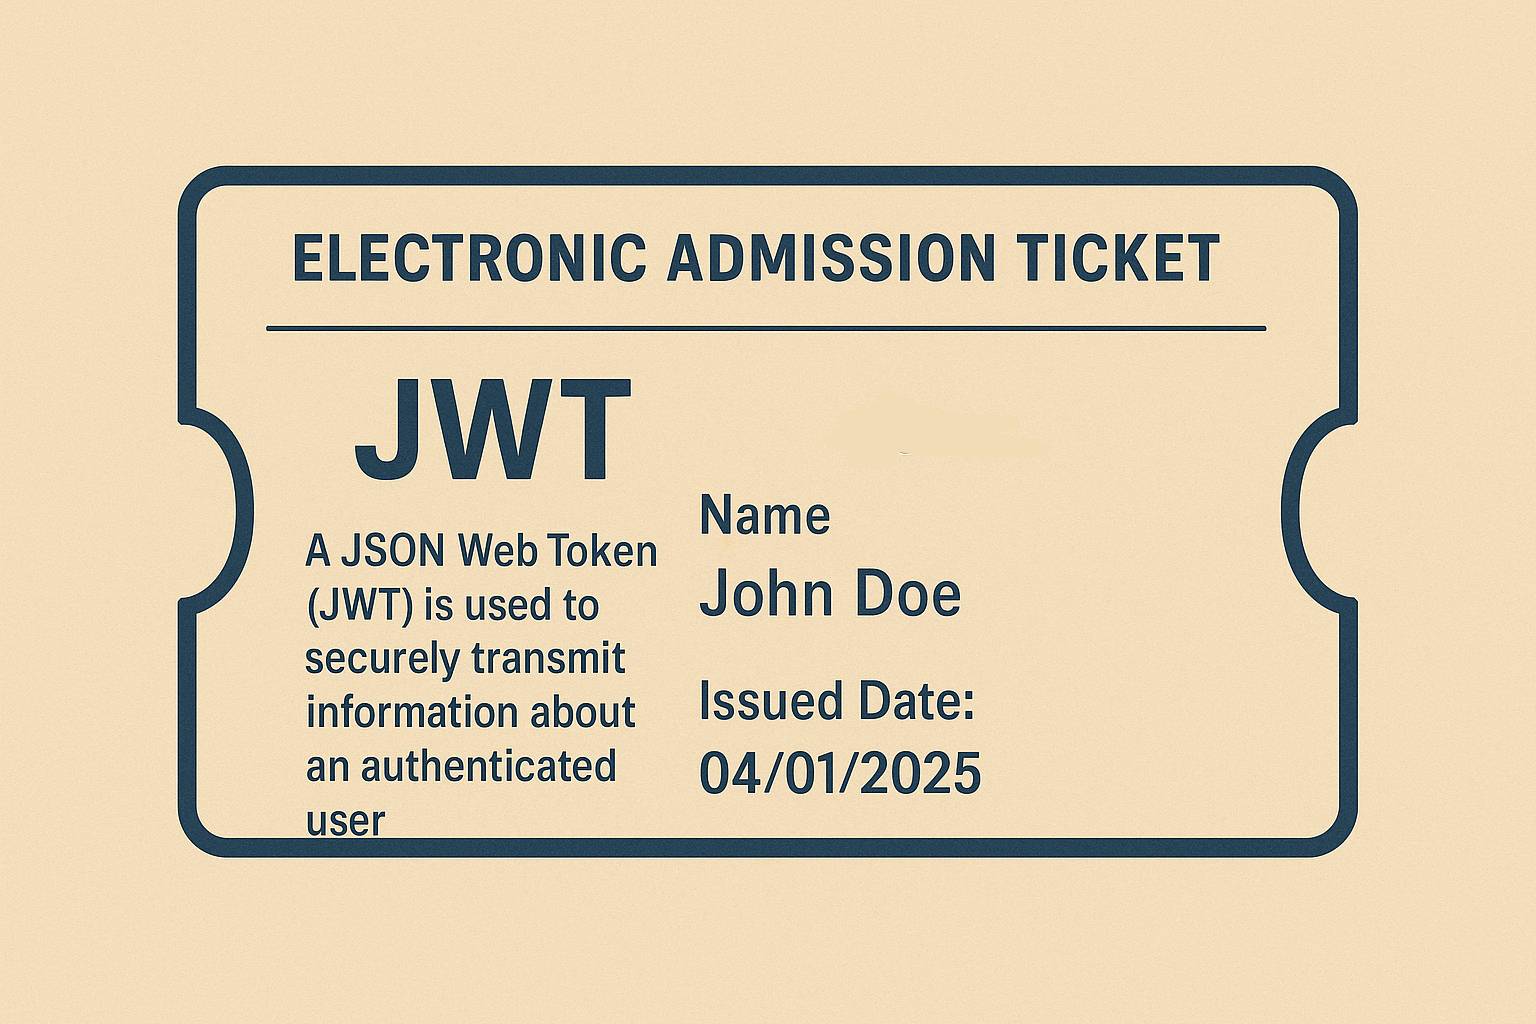 ELECTRONIC ADMISSION TICKET
JWT
A JSON Web Token
(JWT) is used to
securely transmit
information about
an authenticated
user
Name
John Doe
Issued Date:
04/01/2025